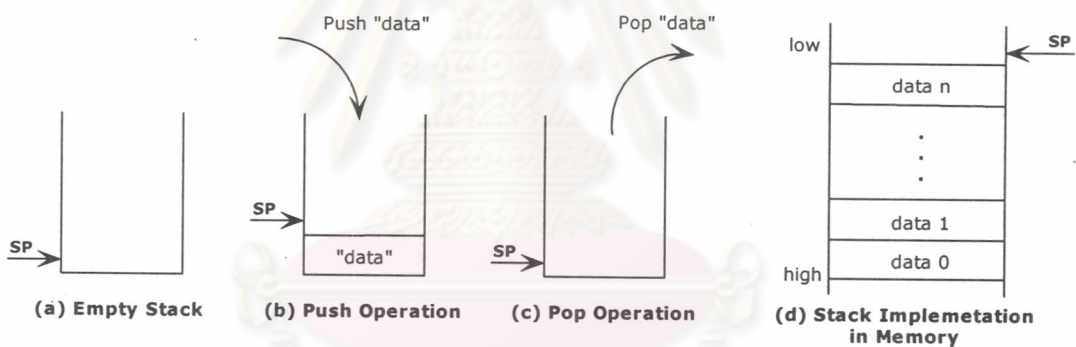 Push "data"
Pop "data"
low
SP
data n
.
.
.
SP
data 1
SP
"data"
SP
data 0
high
(a) Empty Stack
(b) Push Operation
(c) Pop Operation
(d) Stack Implemetation
in Memory